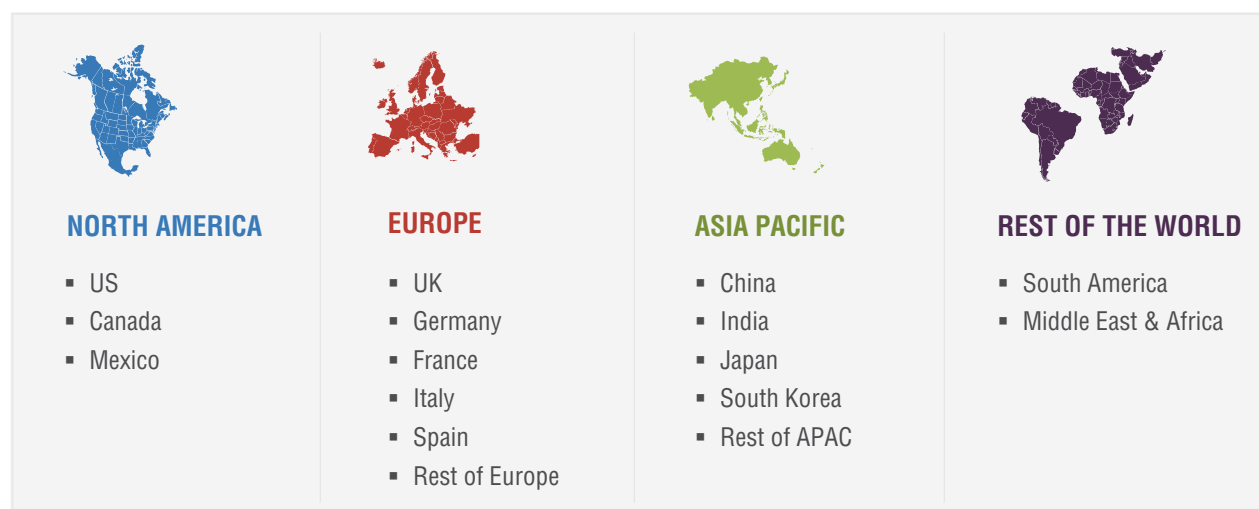 NORTH AMERICA
▪ US
▪ Canada
▪ Mexico
EUROPE
▪ UK
▪ Germany
▪ France
▪ Italy
▪ Spain
▪ Rest of Europe
ASIA PACIFIC
▪ China
▪ India
▪ Japan
▪ South Korea
▪ Rest of APAC
REST OF THE WORLD
▪ South America
▪ Middle East & Africa